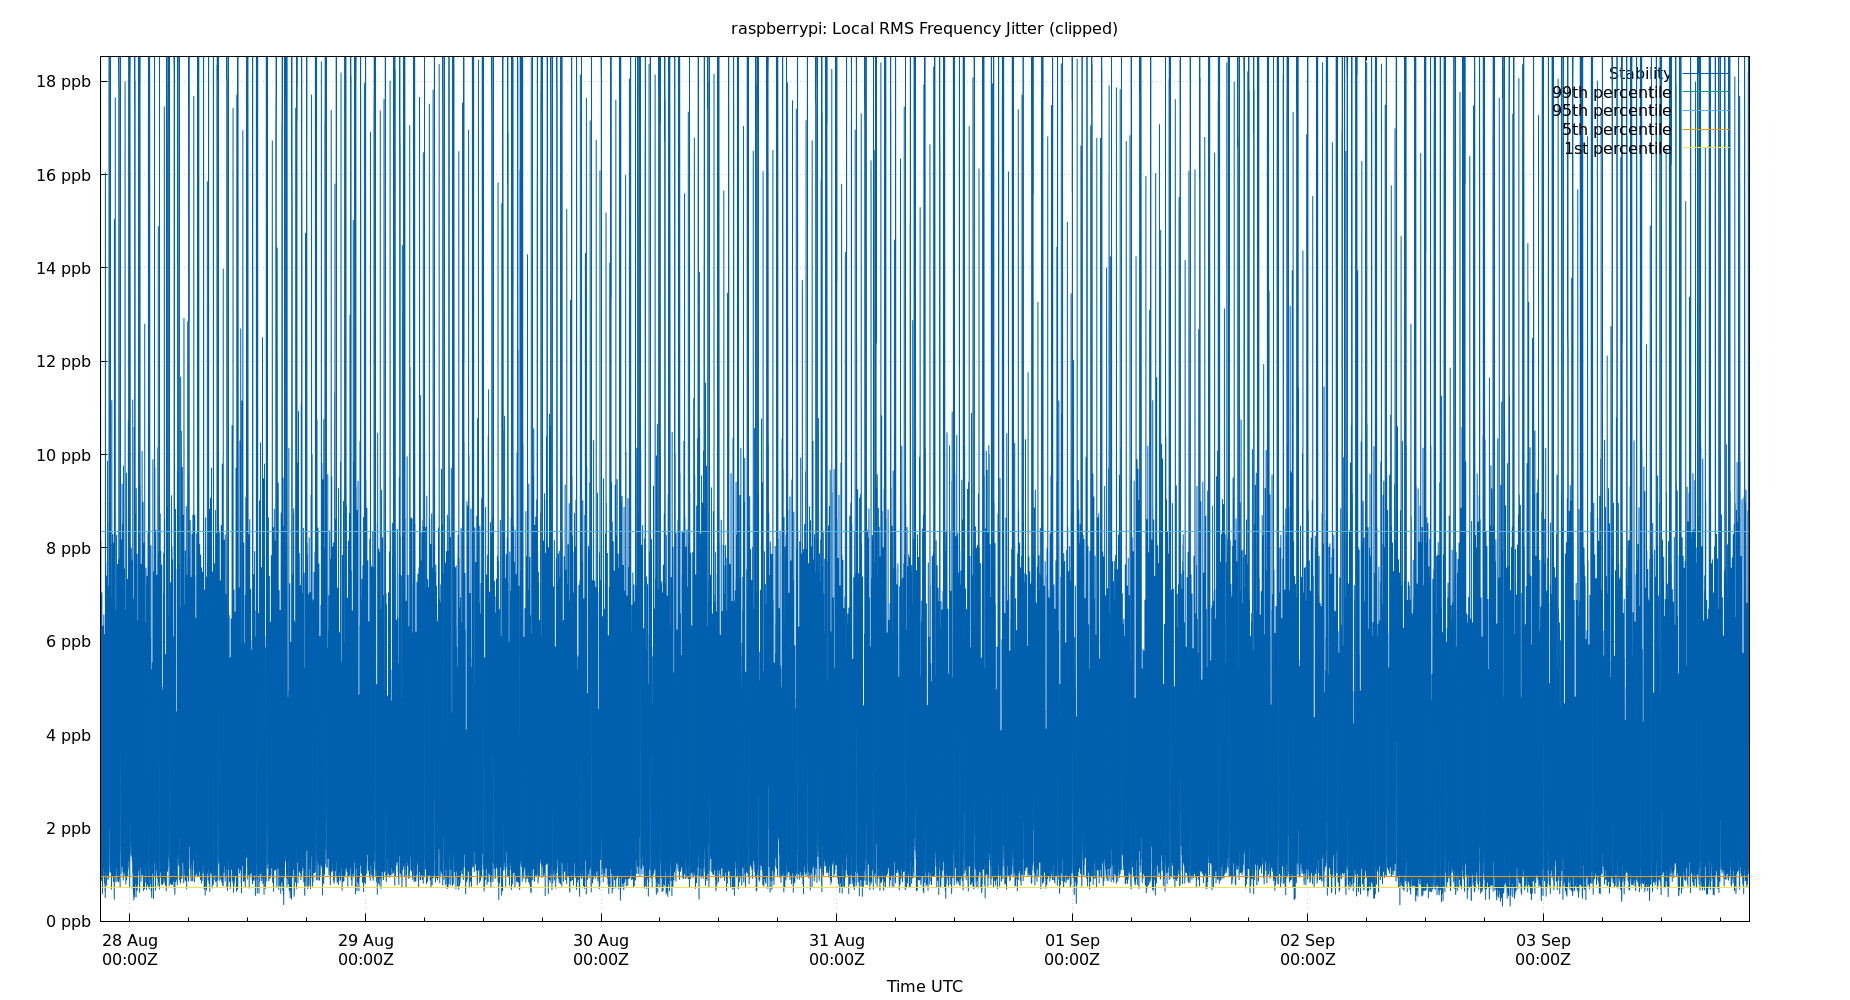 raspberrypi: Local RMS Frequency Jitter (clipped)
18 ppb
16 ppb
14 ppb
12 ppb
10 ppb
8 ppb
6 ppb
4 ppb
2 ppb
0 ppb
Stability
99th percentile
95th percentile
5th percentile
1st percentile
28 Aug
00:00Z
29 Aug
00:00Z
30 Aug
00:00Z
31 Aug
00:00Z
01 Sep
00:00Z
02 Sep
00:00Z
03 Sep
00:00Z
Time UTC